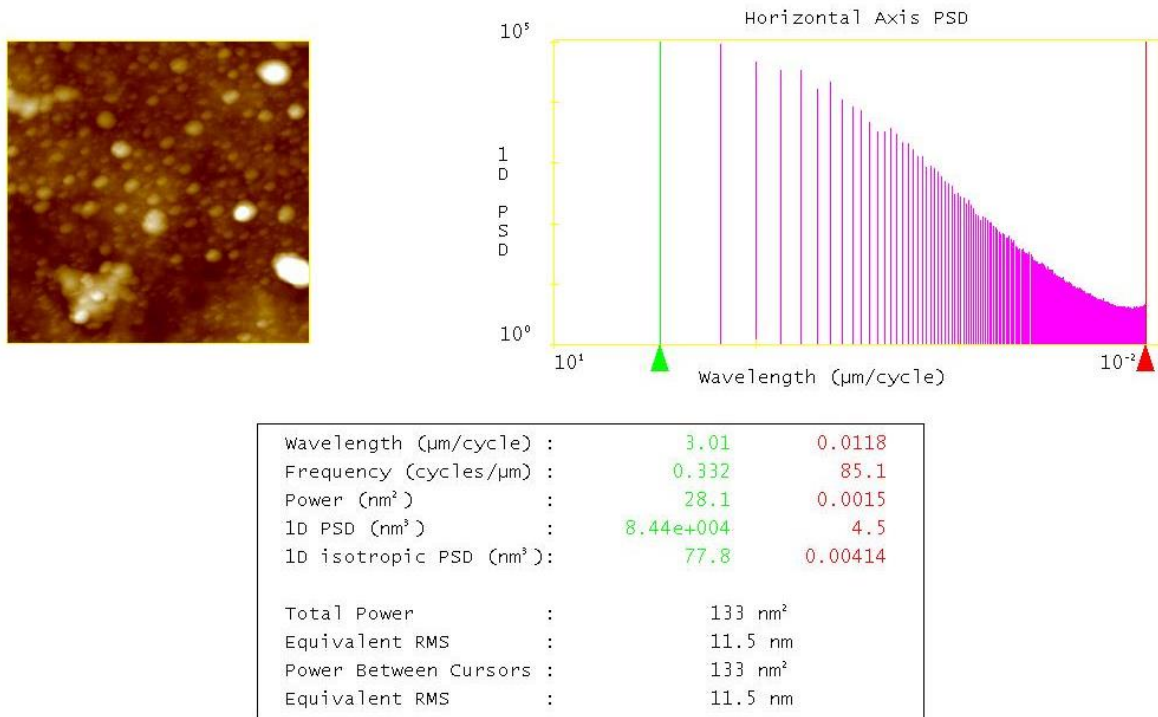 Horizontal Axis PSD
10⁵
1D PSD
10⁰
10¹
10⁻²
Wavelength (µm/cycle)
Wavelength (µm/cycle) : 3.01 0.0118
Frequency (cycles/µm) : 0.332 85.1
Power (nm²) : 28.1 0.0015
1D PSD (nm³) : 8.44e+004 4.5
1D isotropic PSD (nm³): 77.8 0.00414
Total Power : 133 nm²
Equivalent RMS : 11.5 nm
Power Between Cursors : 133 nm²
Equivalent RMS : 11.5 nm